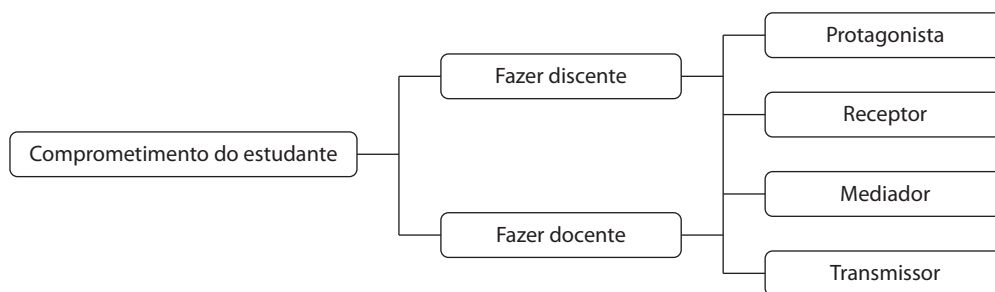 Protagonista
Fazer discente
Receptor
Comprometimento do estudante
Mediador
Fazer docente
Transmissor